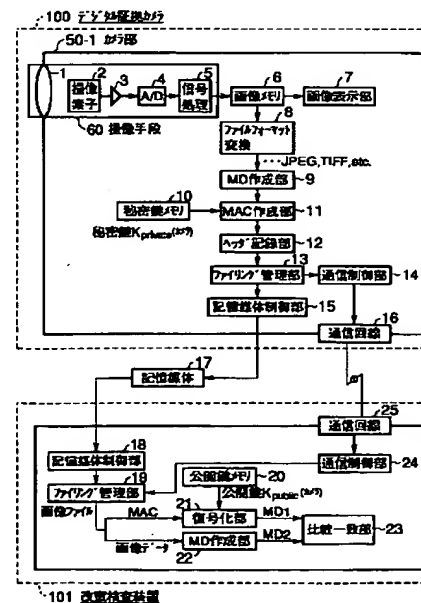 100 デジタル証拠カメラ
50-1 カメラ部
1
2
撮像素子
3
4
A/D
5
信号処理
6
画像メモリ
7
画像表示部
60 撮像手段
8
ファイルフォーマット変換
・・・JPEG,TIFF,etc.
MD作成部
9
10
秘密鍵メモリ
MAC作成部
11
秘密鍵Kprivate(カメラ)
ヘッダ記録部
12
13
ファイリング管理部
通信制御部
14
記憶媒体制御部
15
16
通信回線
17
記憶媒体
25
通信回線
18
記憶媒体制御部
通信制御部
24
19
ファイリング管理部
公開鍵メモリ
20
公開鍵Kpublic(カメラ)
画像ファイル
MAC
21
復号化部
MD1
比較一致部
23
画像データ
MD作成部
22
MD2
101 改竄検査装置